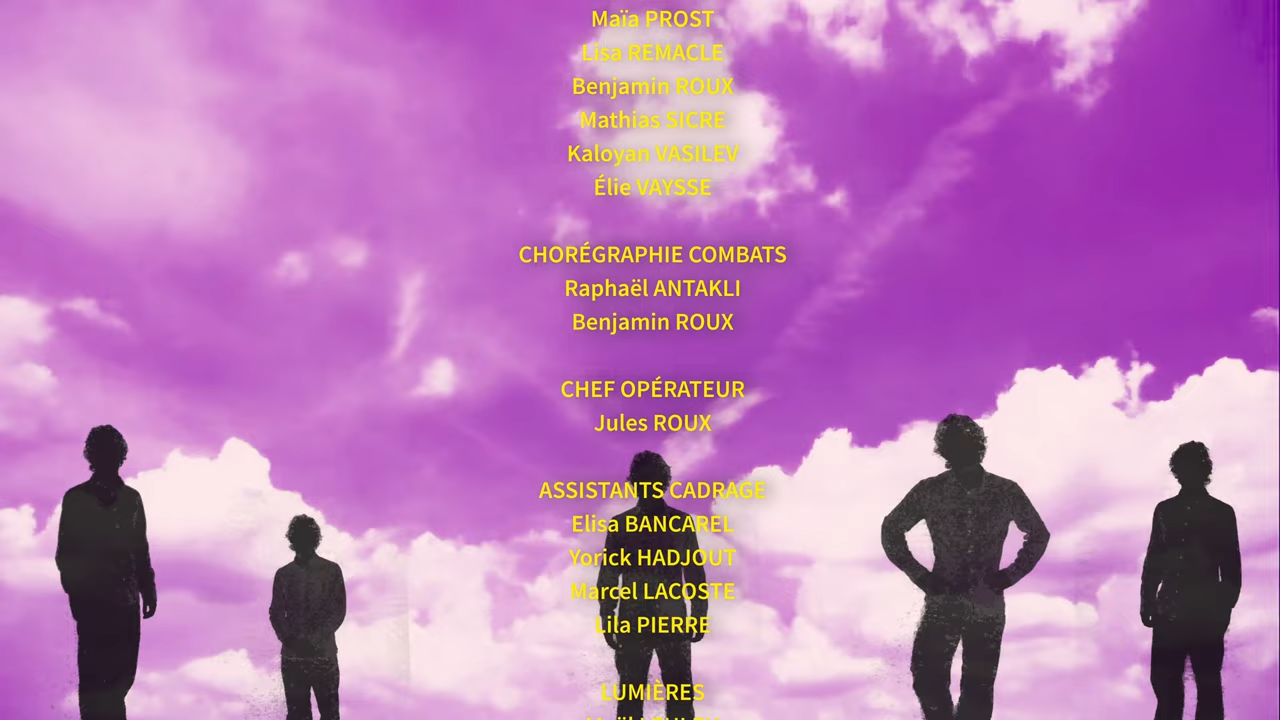 Maïa PROST
Lisa REMACLE
Benjamin ROUX
Mathias SICRE
Kaloyan VASILEV
Élie VAYSSE
CHORÉGRAPHIE COMBATS
Raphaël ANTAKLI
Benjamin ROUX
CHEF OPÉRATEUR
Jules ROUX
ASSISTANTS CADRAGE
Elisa BANCAREL
Yorick HADJOUT
Marcel LACOSTE
Lila PIERRE
LUMIÈRES